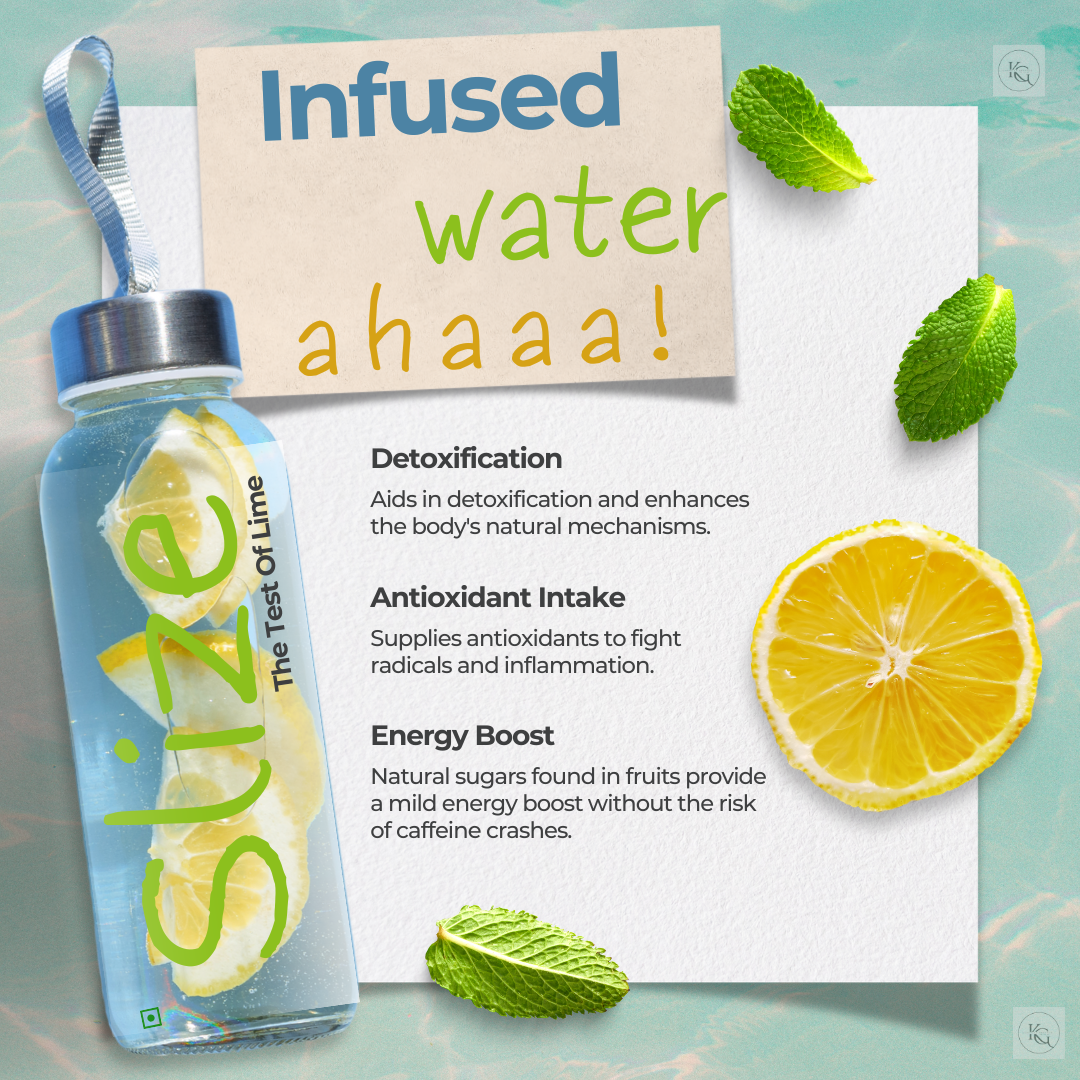 Infused
water
ahaaa!
KG
Slize
The Test Of Lime
Detoxification
Aids in detoxification and enhances
the body's natural mechanisms.
Antioxidant Intake
Supplies antioxidants to fight
radicals and inflammation.
Energy Boost
Natural sugars found in fruits provide
a mild energy boost without the risk
of caffeine crashes.
KG